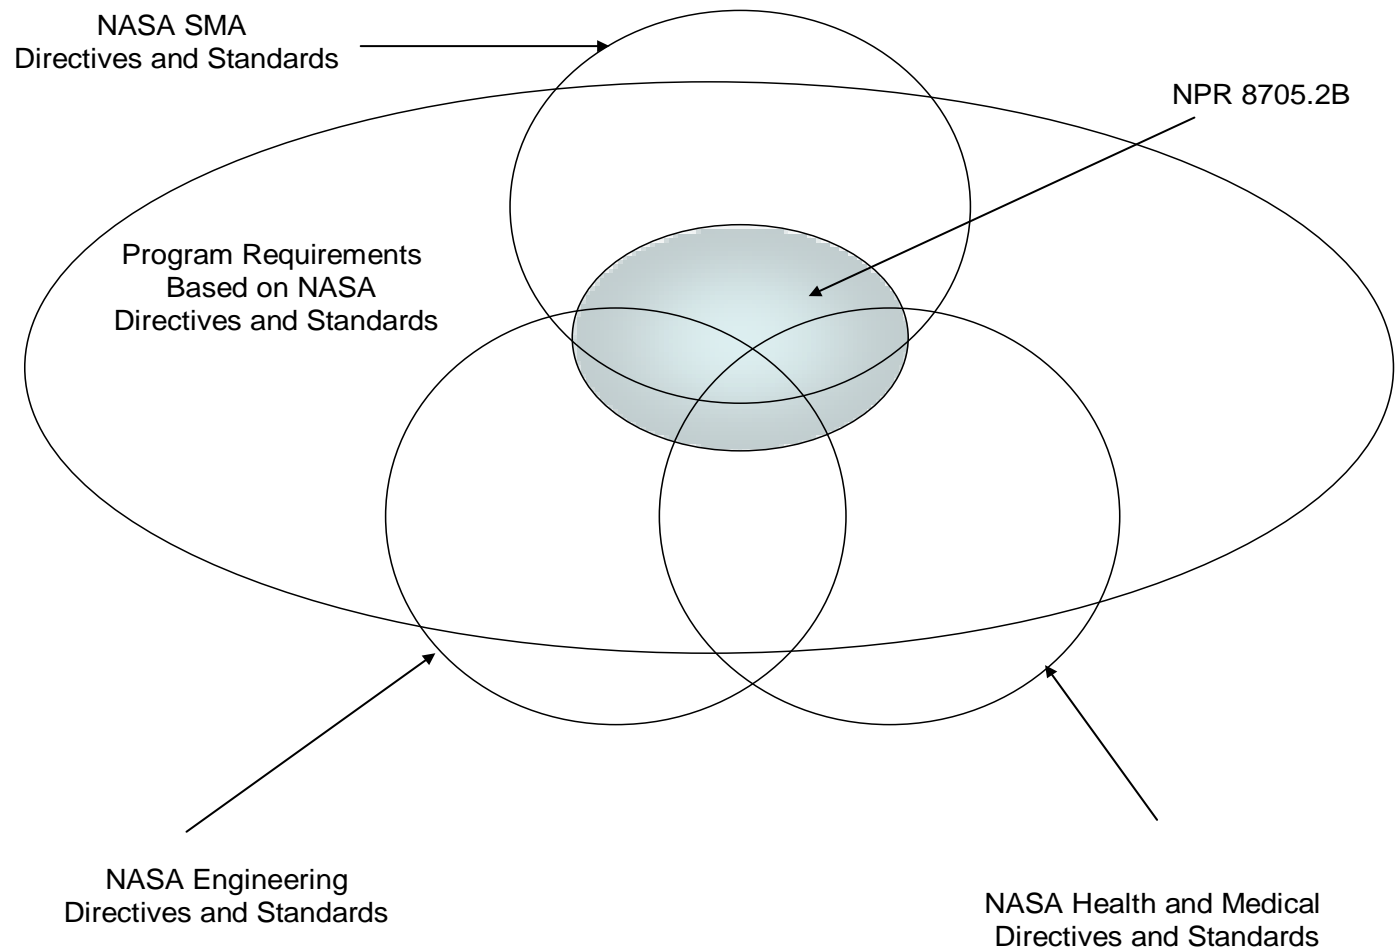 NASA SMA
Directives and Standards
NPR 8705.2B
Program Requirements
Based on NASA
Directives and Standards
NASA Engineering
Directives and Standards
NASA Health and Medical
Directives and Standards